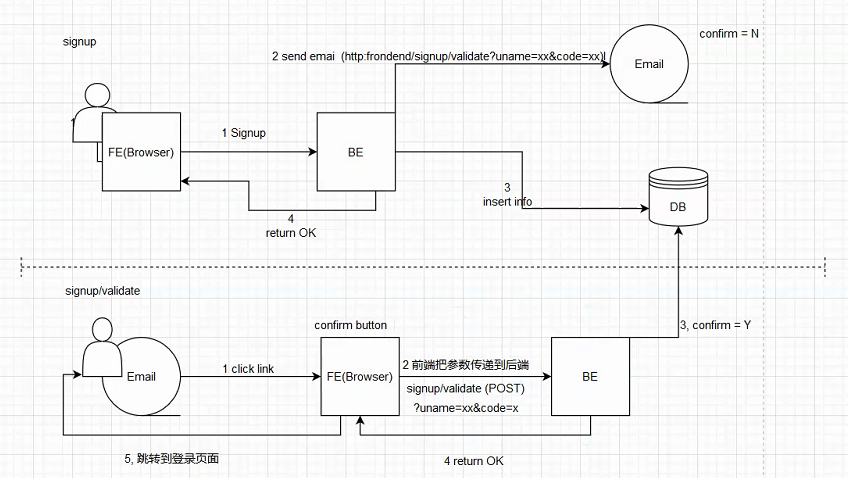 signup
confirm = N
2 send emai  (http:frondend/signup/validate?uname=xx&code=xx)l
Email
FE(Browser)
1 Signup
BE
3
insert info
DB
4
return OK
signup/validate
confirm button
3, confirm = Y
Email
1 click link
FE(Browser)
2 前端把参数传递到后端
signup/validate (POST)
?uname=xx&code=x
BE
5, 跳转到登录页面
4 return OK